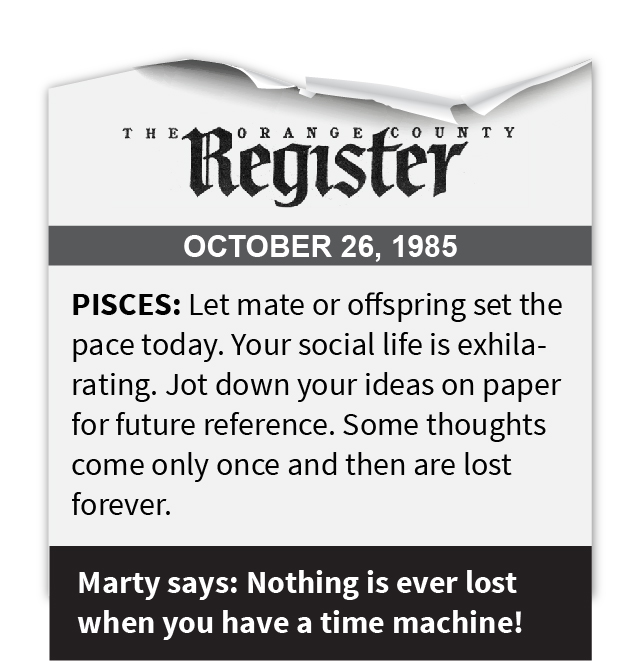 THE ORANGE COUNTY
Register
OCTOBER 26, 1985
PISCES: Let mate or offspring set the
pace today. Your social life is exhila-
rating. Jot down your ideas on paper
for future reference. Some thoughts
come only once and then are lost
forever.
Marty says: Nothing is ever lost
when you have a time machine!